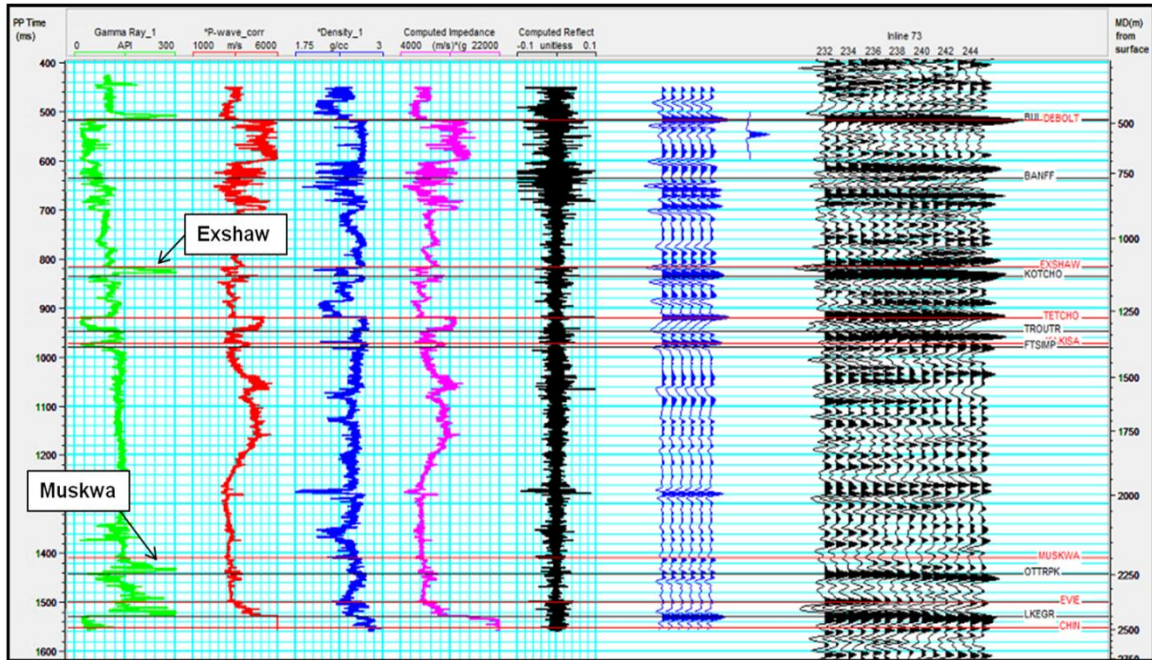 PP Time
(ms)
Gamma Ray_1
0 API 300
*P-wave_corr
1000 m/s 6000
*Density_1
1.75 g/cc 3
Computed Impedance
4000 (m/s)*(g 22000
Computed Reflect
-0.1 unitless 0.1
Inline 73
232 234 236 238 240 242 244
MD(m)
from
surface
400
500
600
700
800
900
1000
1100
1200
1400
1500
1600
Exshaw
Muskwa
DEBOLT
BANFF
EXSHAW
KOTCHO
TETCHO
TROUTR
FTSIMP
MUSKWA
OTTRPK
EVIE
LKEGR
CHIN
500
750
1000
1250
1500
1750
2000
2250
2500
2750